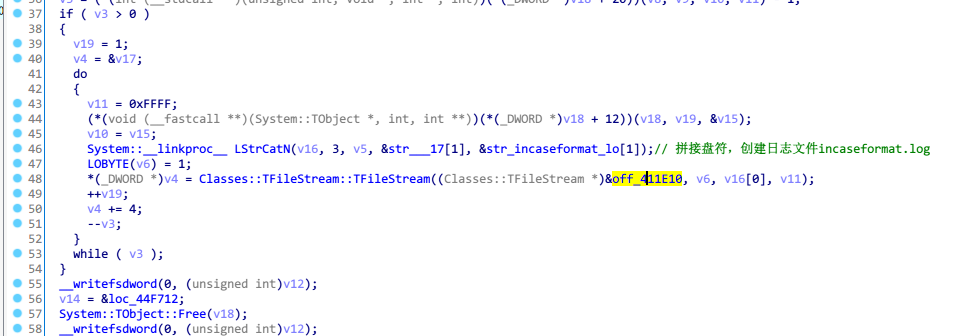 37 if ( v3 > 0 )
38 {
39 v19 = 1;
40 v4 = &v17;
41 do
42 {
43 v11 = 0xFFFF;
44 (*(void (__fastcall **)(System::TObject *, int, int **))(*(_DWORD *)v18 + 12))(v18, v19, &v15);
45 v10 = v15;
46 System::__linkproc__ LStrCatN(v16, 3, v5, &str___17[1], &str_incaseformat_lo[1]);// 拼接盘符，创建日志文件incaseformat.log
47 LOBYTE(v6) = 1;
48 *(_DWORD *)v4 = Classes::TFileStream::TFileStream((Classes::TFileStream *)&off_411E10, v6, v16[0], v11);
49 ++v19;
50 v4 += 4;
51 --v3;
52 }
53 while ( v3 );
54 }
55 __writefsdword(0, (unsigned int)v12);
56 v14 = &loc_44F712;
57 System::TObject::Free(v18);
58 __writefsdword(0, (unsigned int)v12);